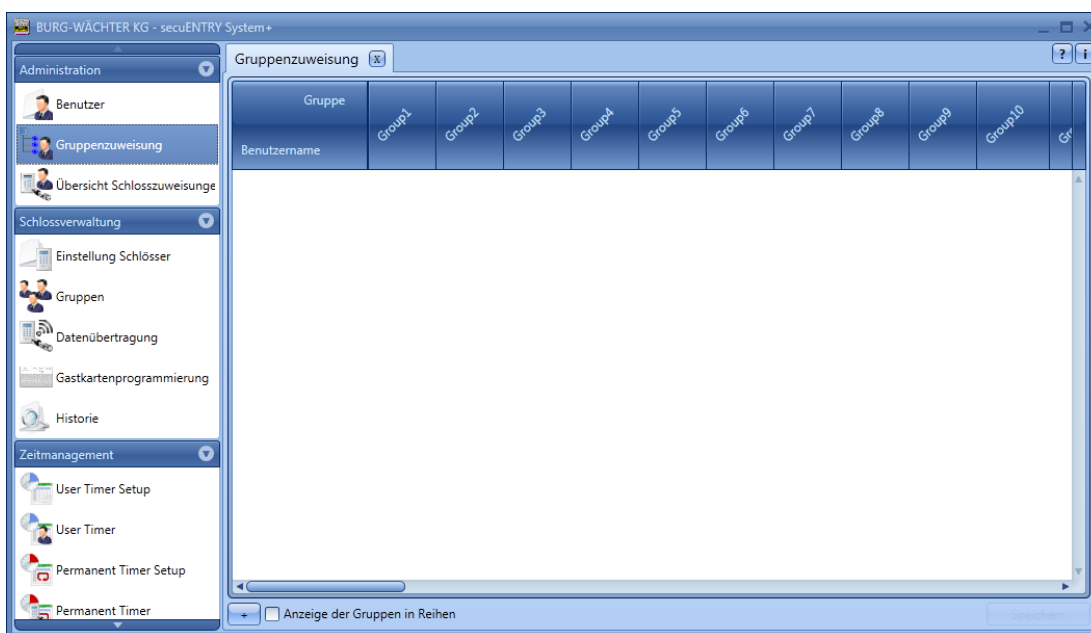 BURG-WÄCHTER KG - secuENTRY System+
Administration
Benutzer
Gruppenzuweisung
Übersicht Schlosszuweisunge
Schlossverwaltung
Einstellung Schlösser
Gruppen
Datenübertragung
Gastkartenprogrammierung
Historie
Zeitmanagement
User Timer Setup
User Timer
Permanent Timer Setup
Permanent Timer
Gruppenzuweisung x
? i
Gruppe
Benutzername
Group1 Group2 Group3 Group4 Group5 Group6 Group7 Group8 Group9 Group10 Gr
+ Anzeige der Gruppen in Reihen
Speichern